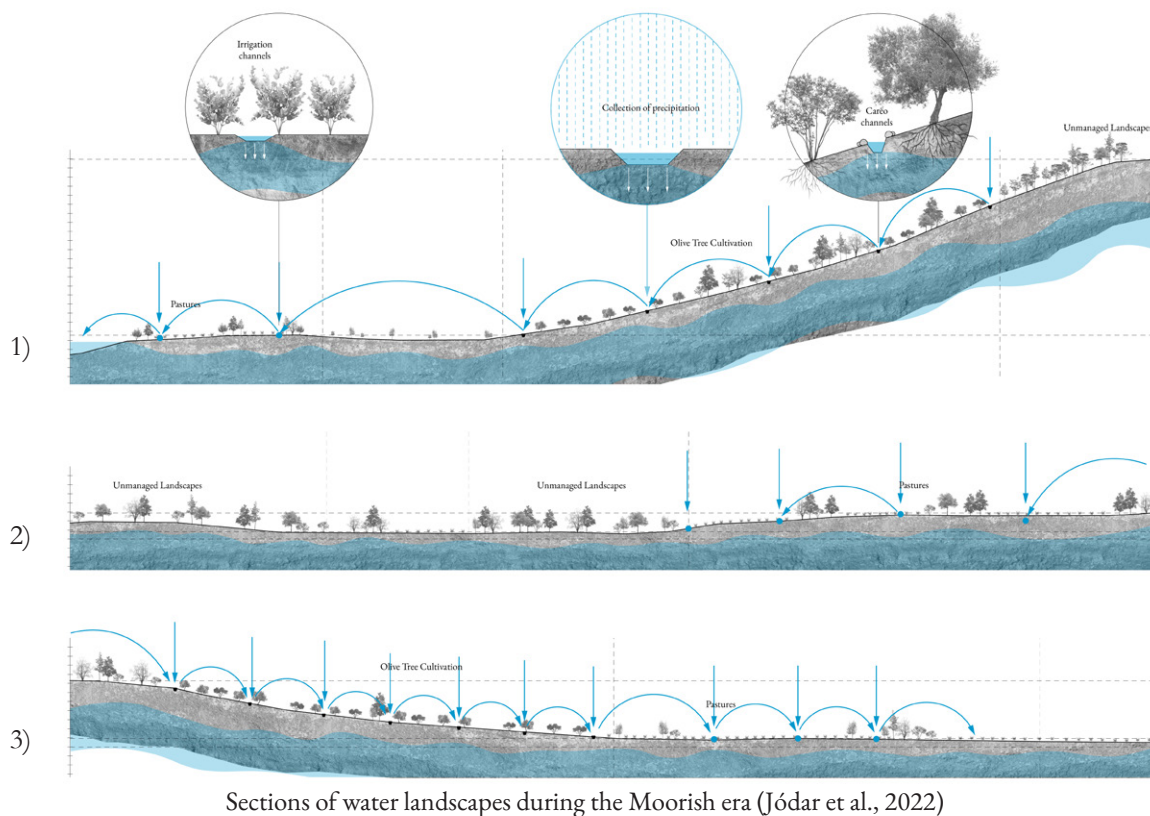 Irrigation
channels
Collection of precipitation
Caréo
channels
Unmanaged Landscapes
Olive Tree Cultivation
Pastures
1)
Unmanaged Landscapes
Unmanaged Landscapes
Pastures
2)
Olive Tree Cultivation
Pastures
3)
Sections of water landscapes during the Moorish era (Jódar et al., 2022)